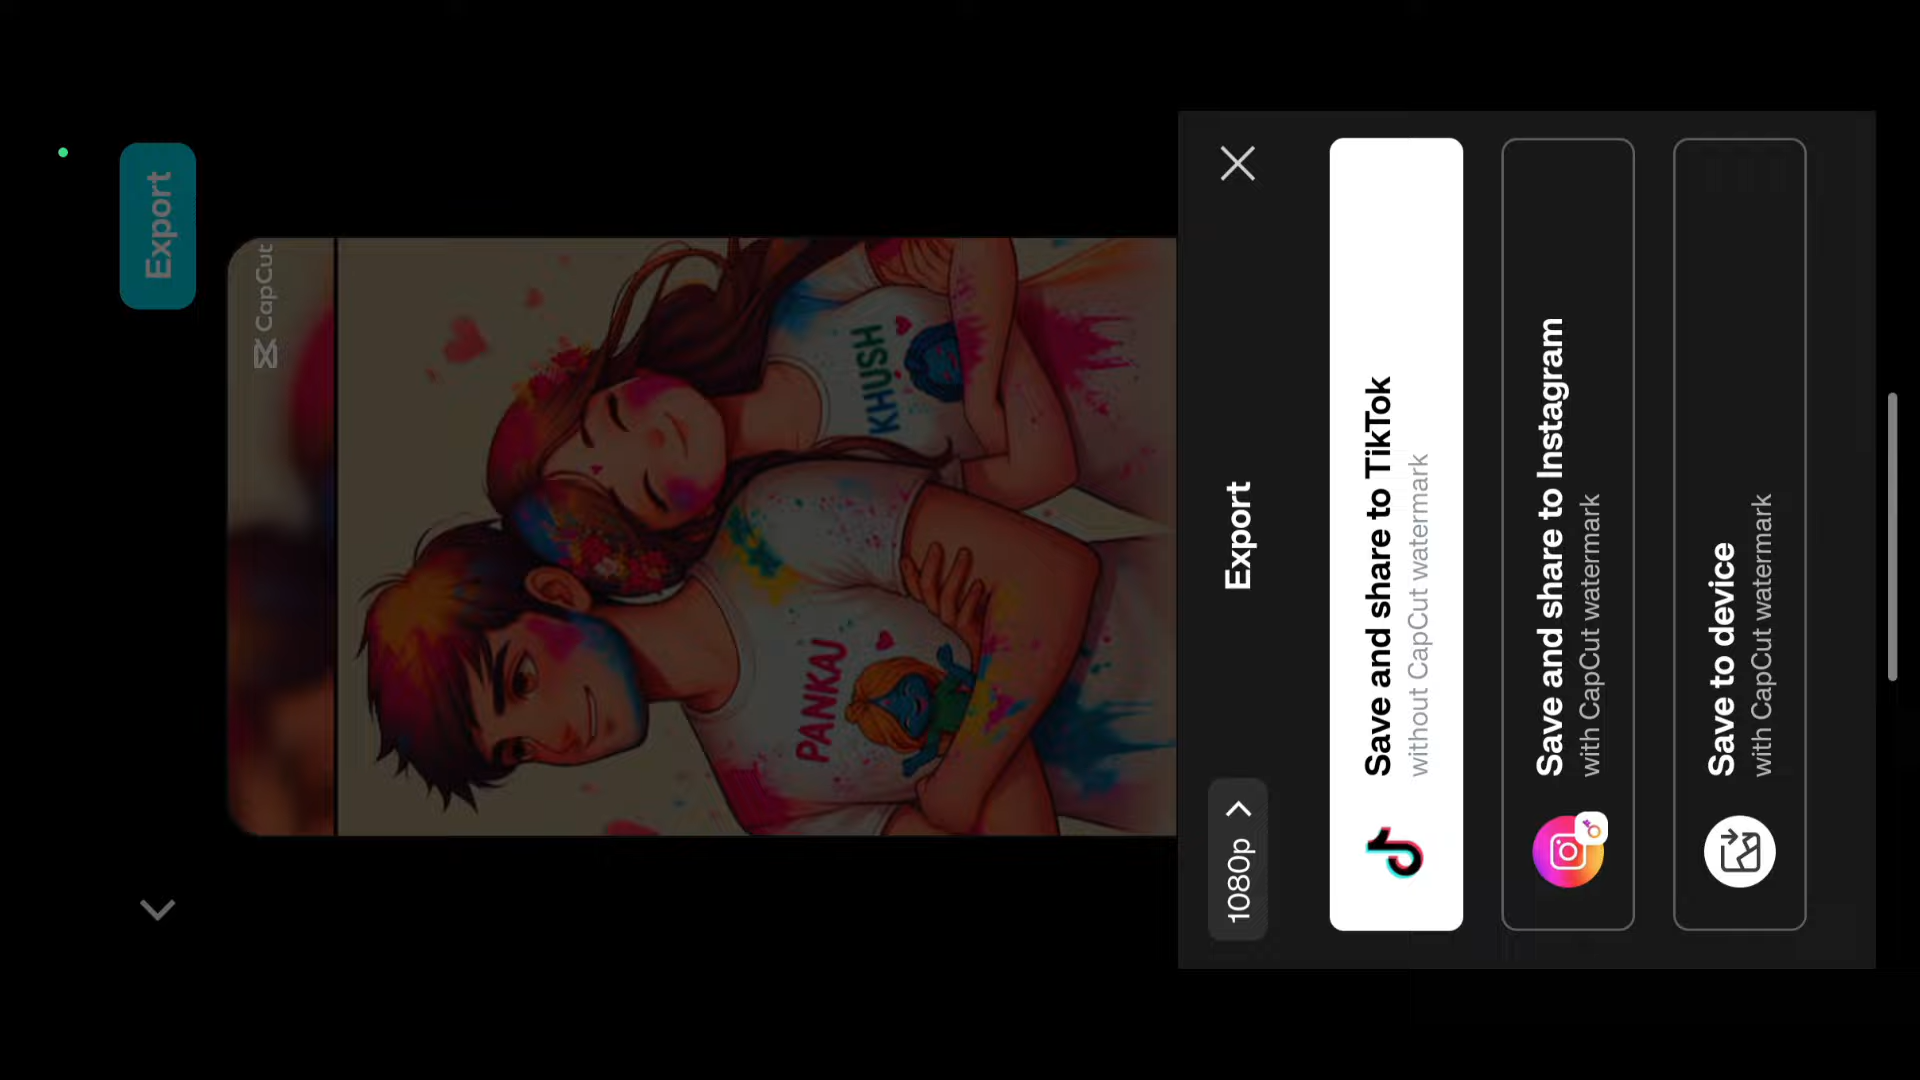 Export
CapCut
KHUSH
PANKAJ
1080p
Export
Save and share to TikTok
without CapCut watermark
Save and share to Instagram
with CapCut watermark
Save to device
with CapCut watermark